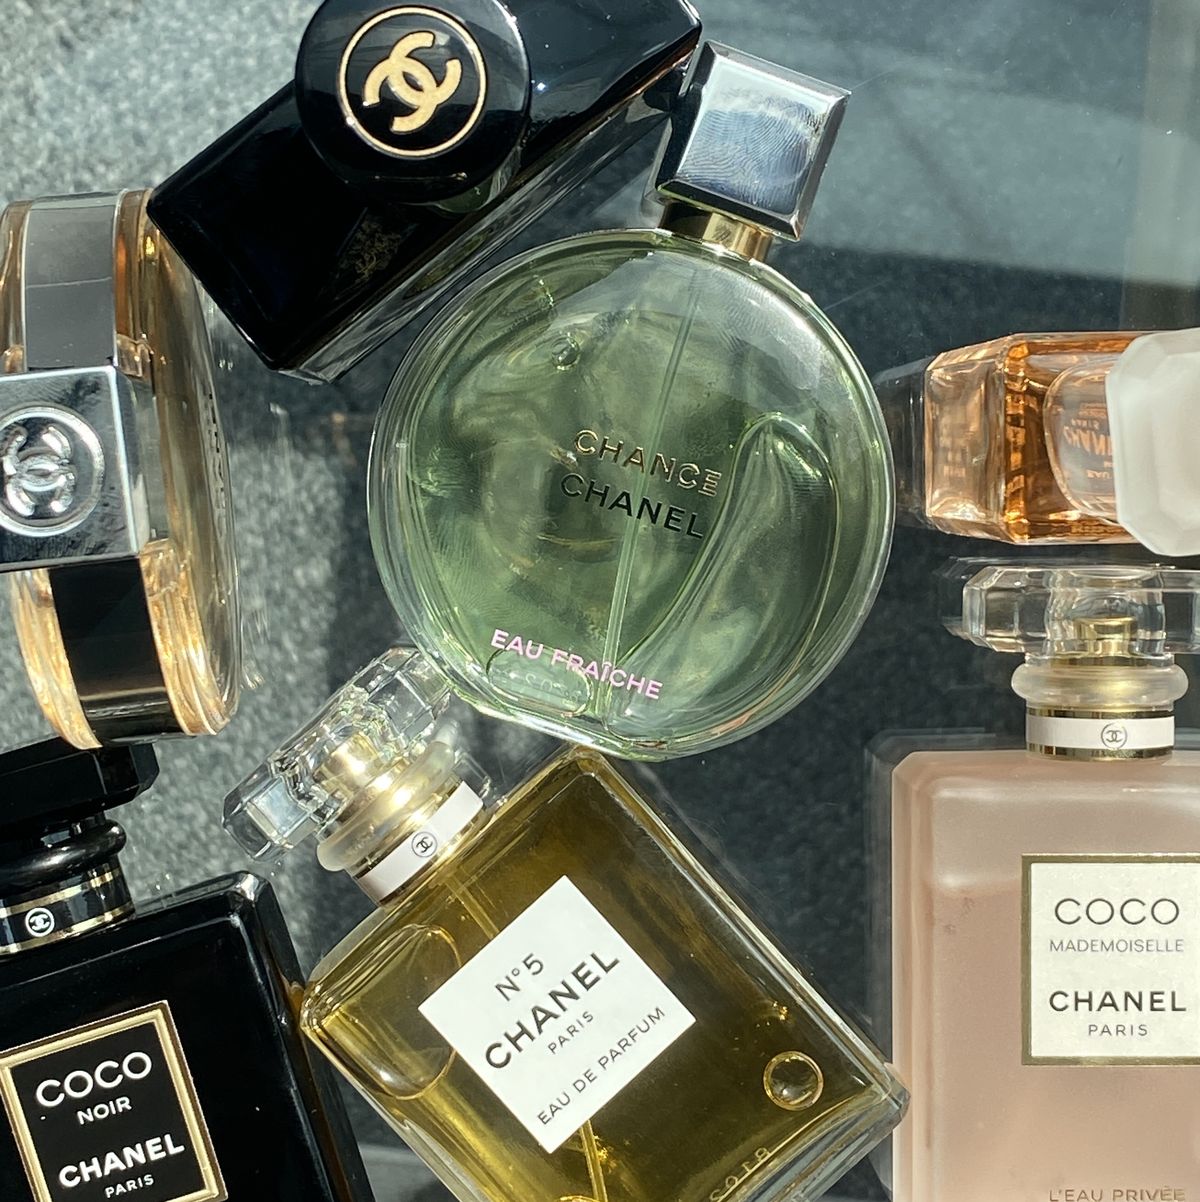 CHANCE
CHANEL
EAU FRAÎCHE
N°5
CHANEL
PARIS
EAU DE PARFUM
COCO
NOIR
CHANEL
PARIS
COCO
MADEMOISELLE
CHANEL
PARIS
L'EAU PRIVÉE